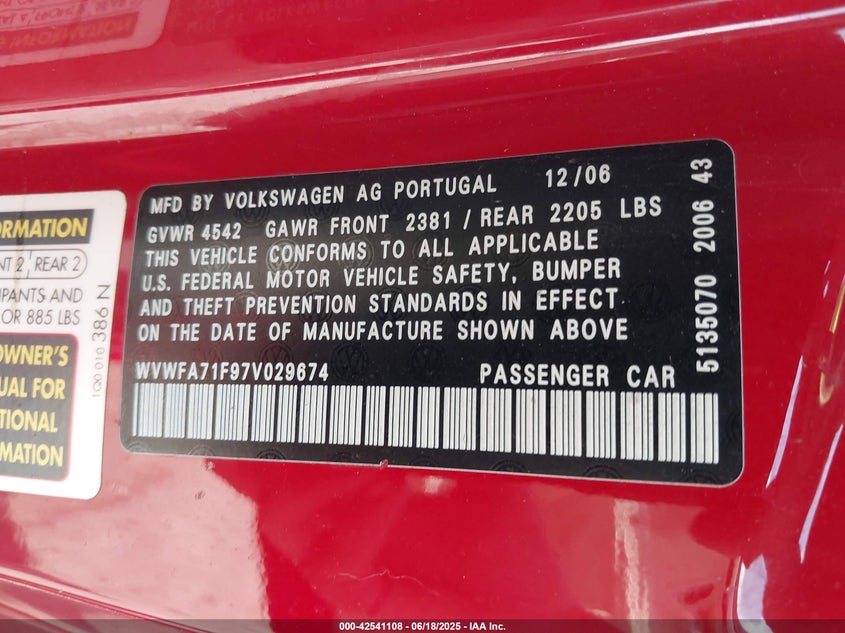 MFD BY VOLKSWAGEN AG PORTUGAL 12/06
GVWR 4542 GAWR FRONT 2381 / REAR 2205 LBS
THIS VEHICLE CONFORMS TO ALL APPLICABLE
U.S. FEDERAL MOTOR VEHICLE SAFETY, BUMPER
AND THEFT PREVENTION STANDARDS IN EFFECT
ON THE DATE OF MANUFACTURE SHOWN ABOVE
WVWFA71F97V029674 PASSENGER CAR
5135070 2006 43
ORMATION
NT 2, REAR 2
PANTS AND
OR 885 LBS
OWNER'S
UAL FOR
TIONAL
RMATION
1Q0 010 386 N
000-42541108 - 06/18/2025 - IAA Inc.